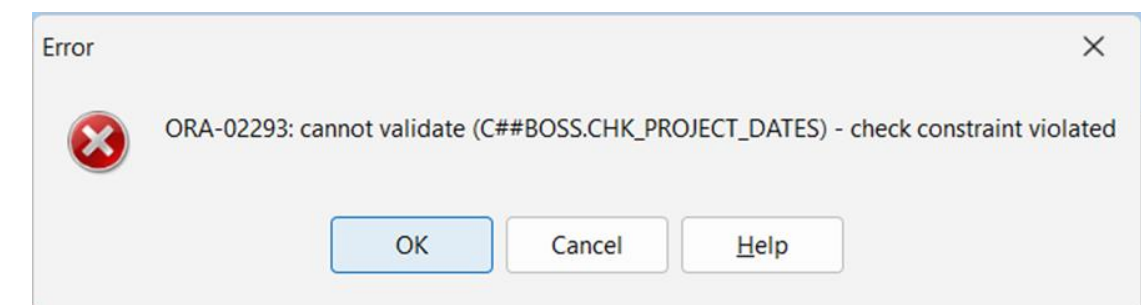 Error
ORA-02293: cannot validate (C##BOSS.CHK_PROJECT_DATES) - check constraint violated
OK
Cancel
Help